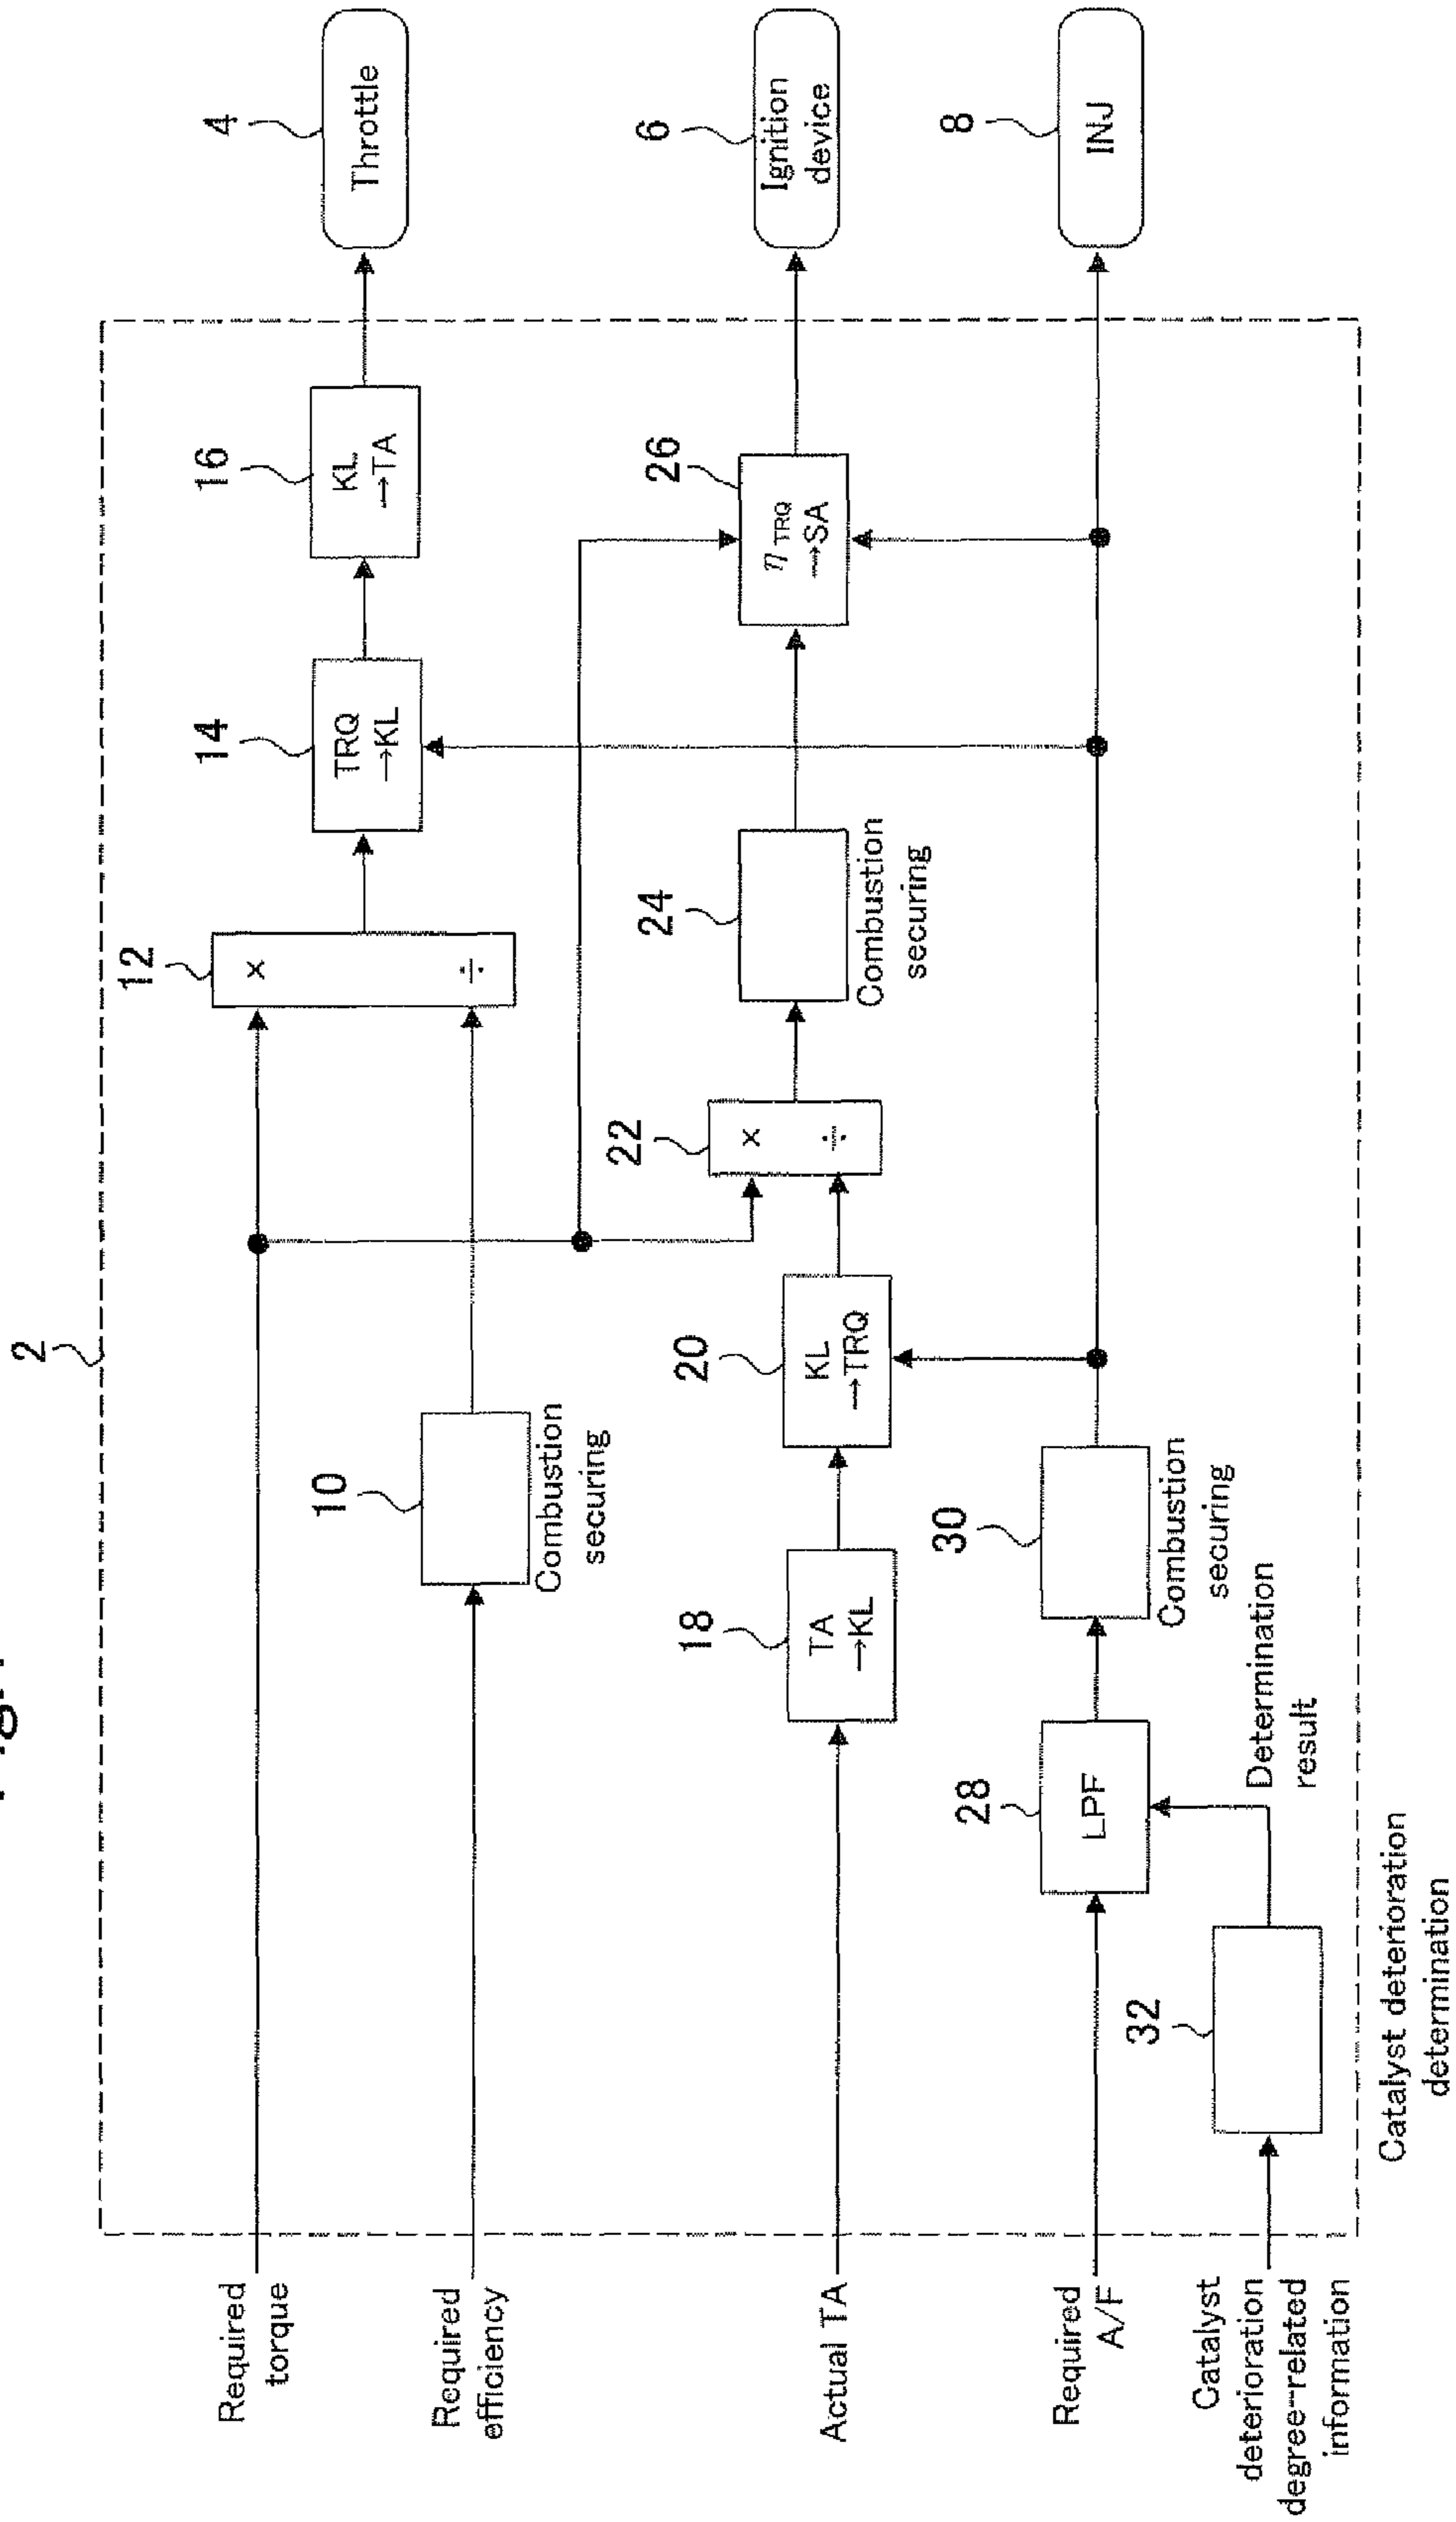 2
Required
torque
Required
efficiency
Actual TA
Required
A/F
Catalyst
deterioration
degree-related
information
12
×
÷
14
TRQ
→KL
16
KL
→TA
4
Throttle
10
Combustion
securing
18
TA
→KL
20
KL
→TRQ
22
×
÷
24
Combustion
securing
26
η TRQ
→SA
6
Ignition
device
28
LPF
30
Combustion
securing
8
INJ
32
Determination
result
Catalyst deterioration
determination